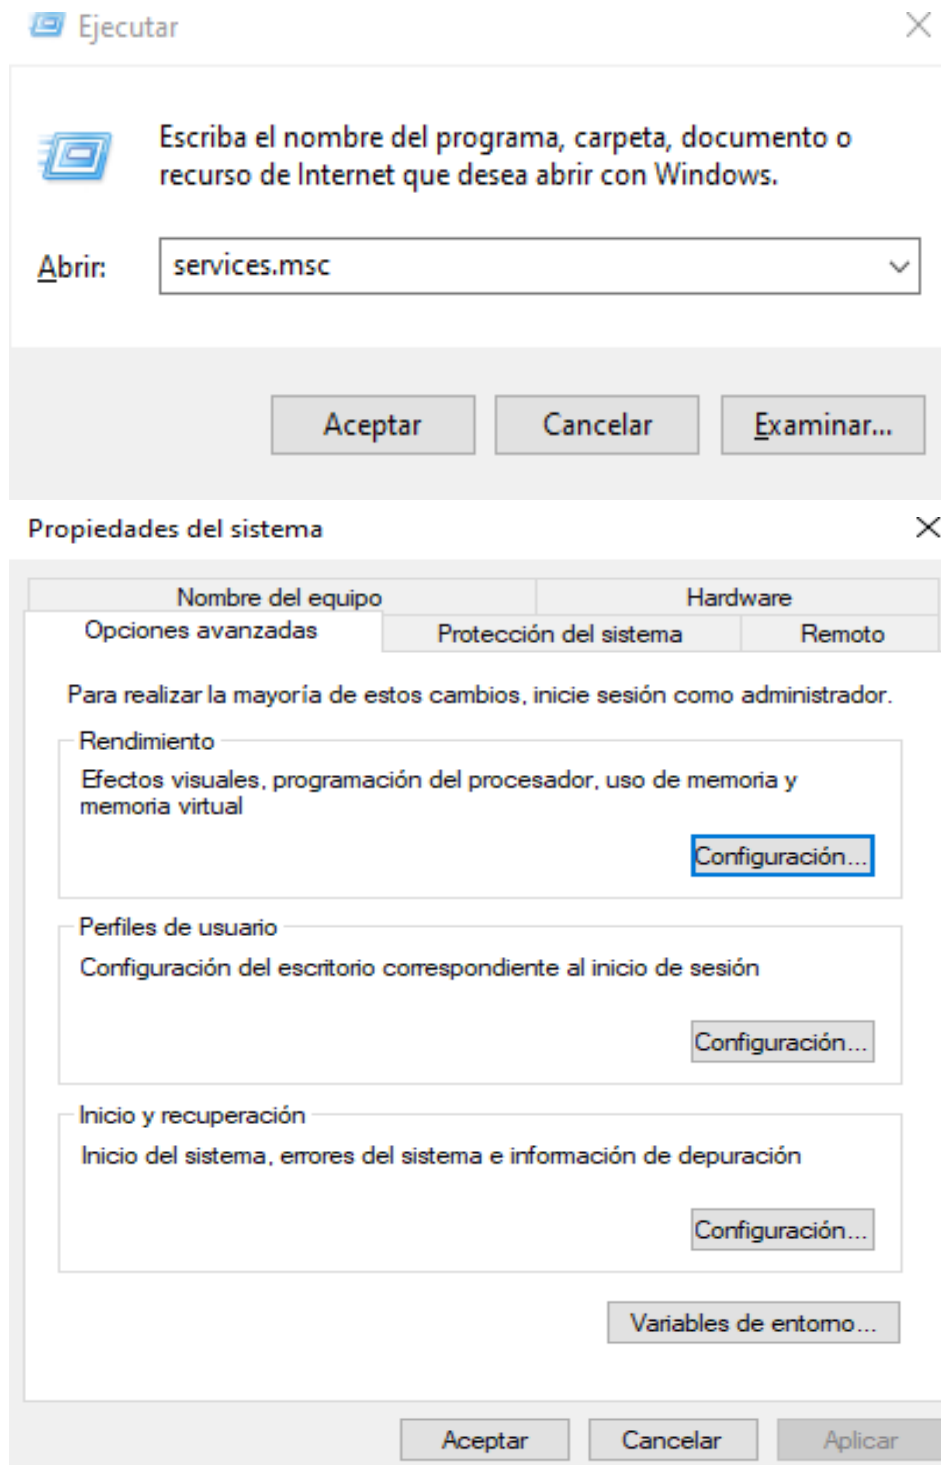 Ejecutar
Escriba el nombre del programa, carpeta, documento o
recurso de Internet que desea abrir con Windows.
Abrir: services.msc
Aceptar Cancelar Examinar...
Propiedades del sistema
Nombre del equipo Hardware
Opciones avanzadas Protección del sistema Remoto
Para realizar la mayoría de estos cambios, inicie sesión como administrador.
Rendimiento
Efectos visuales, programación del procesador, uso de memoria y
memoria virtual
Configuración...
Perfiles de usuario
Configuración del escritorio correspondiente al inicio de sesión
Configuración...
Inicio y recuperación
Inicio del sistema, errores del sistema e información de depuración
Configuración...
Variables de entorno...
Aceptar Cancelar Aplicar